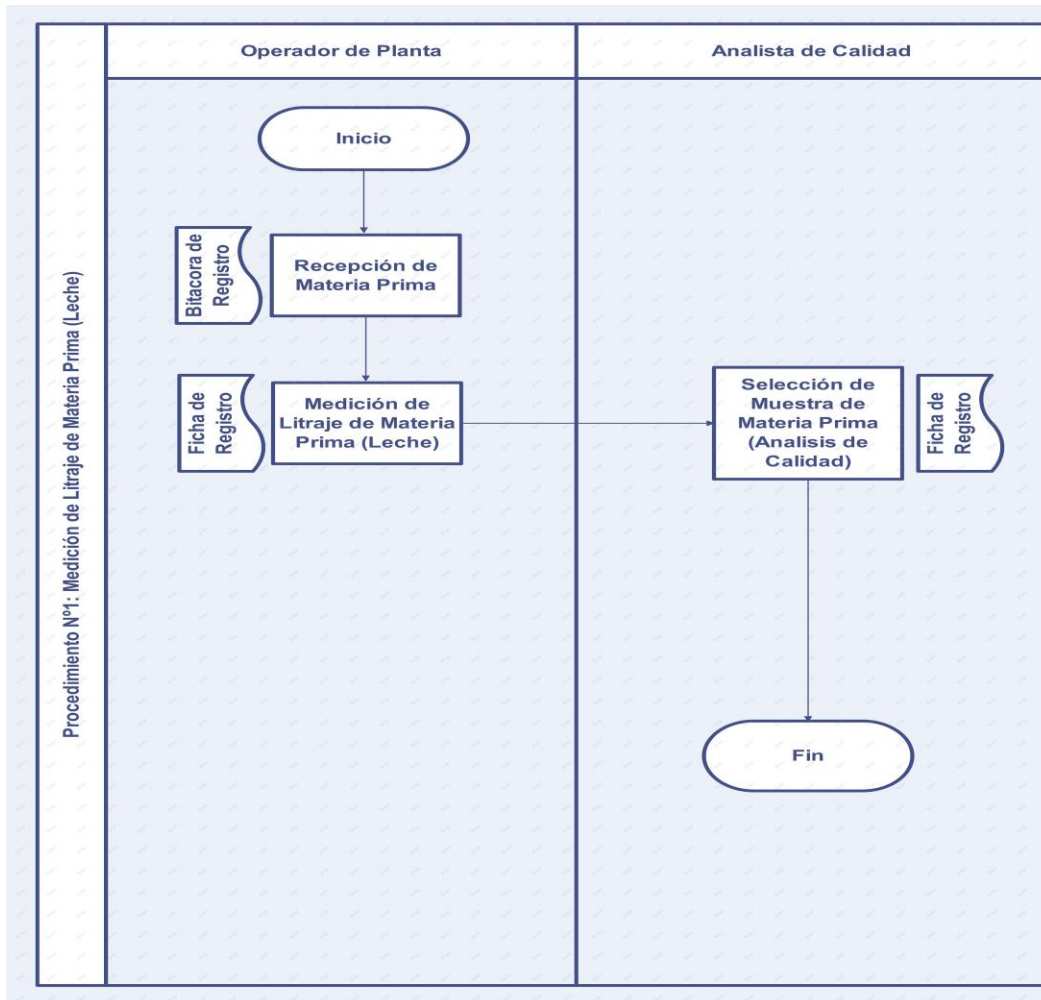 Procedimiento Nº1: Medición de Litraje de Materia Prima (Leche)
Operador de Planta
Analista de Calidad
Inicio
Bitacora de
Registro
Recepción de
Materia Prima
Ficha de
Registro
Medición de
Litraje de Materia
Prima (Leche)
Selección de
Muestra de
Materia Prima
(Analisis de
Calidad)
Ficha de
Registro
Fin